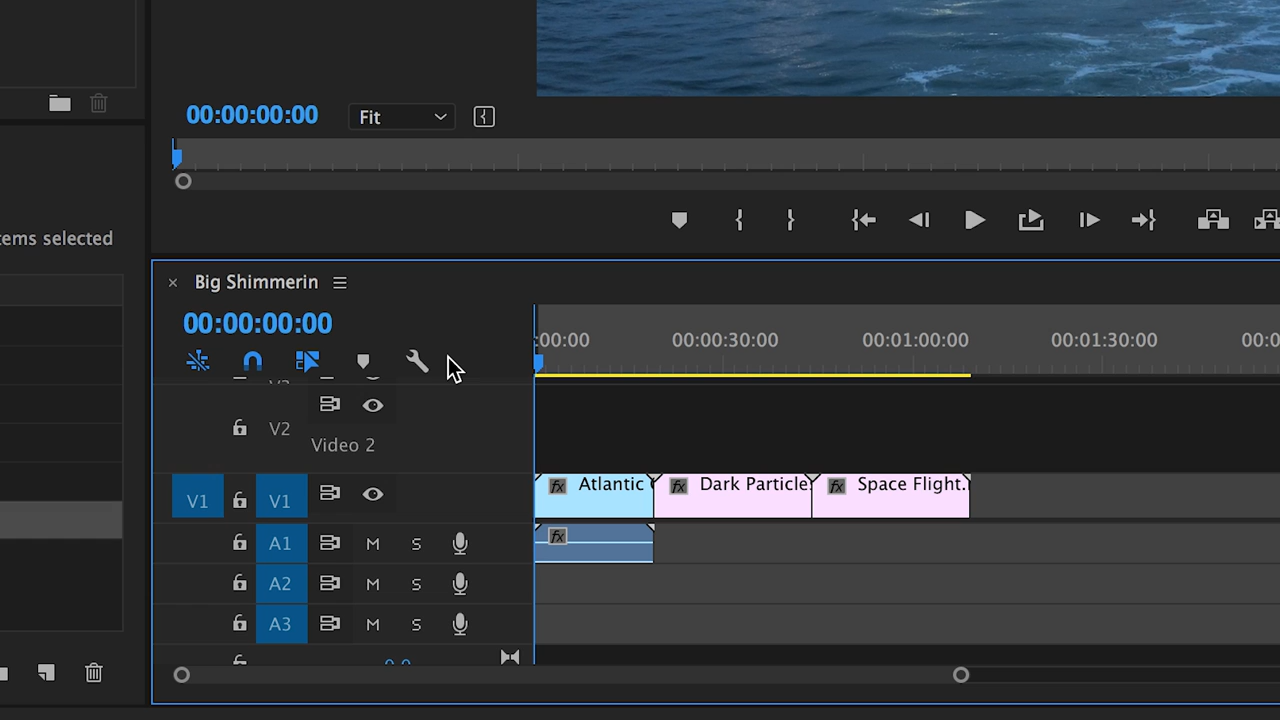 00:00:00:00
Fit
tems selected
Big Shimmerin
00:00:00:00
:00:00
00:00:30:00
00:01:00:00
00:01:30:00
00:0
V2
Video 2
Atlantic
Dark Particle
Space Flight.
V1
V1
A1
M
S
A2
M
S
A3
M
S